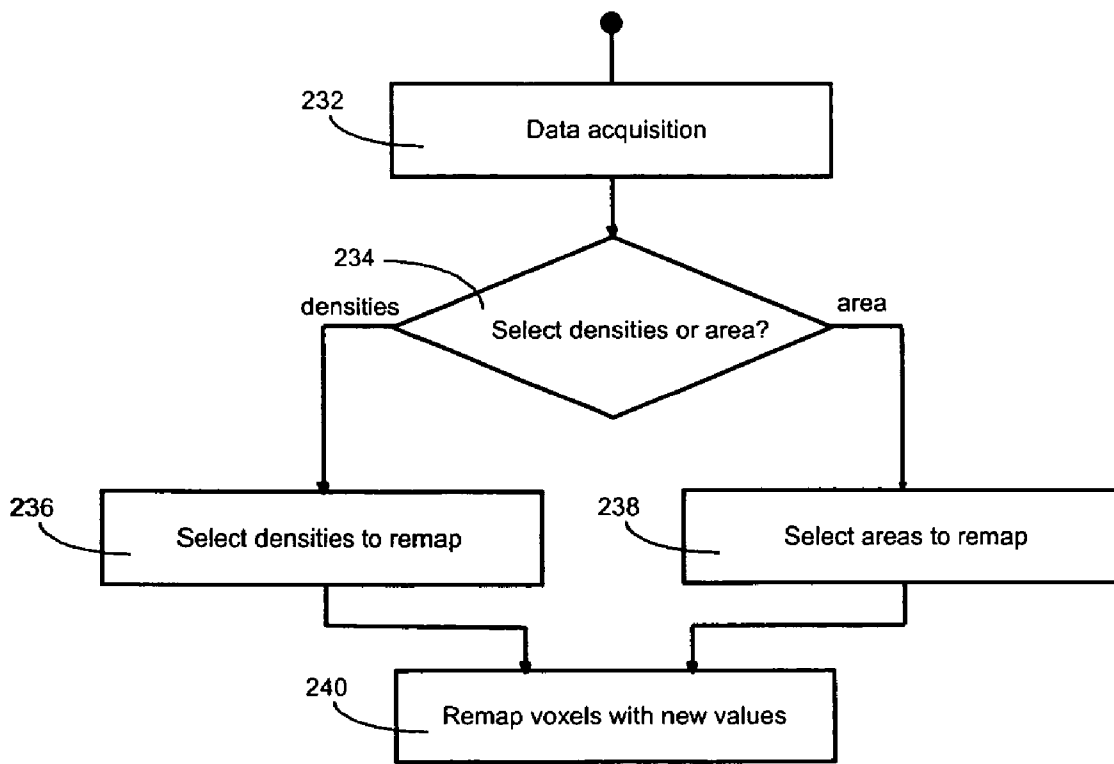 232
Data acquisition
234
densities
area
Select densities or area?
236
Select densities to remap
238
Select areas to remap
240
Remap voxels with new values